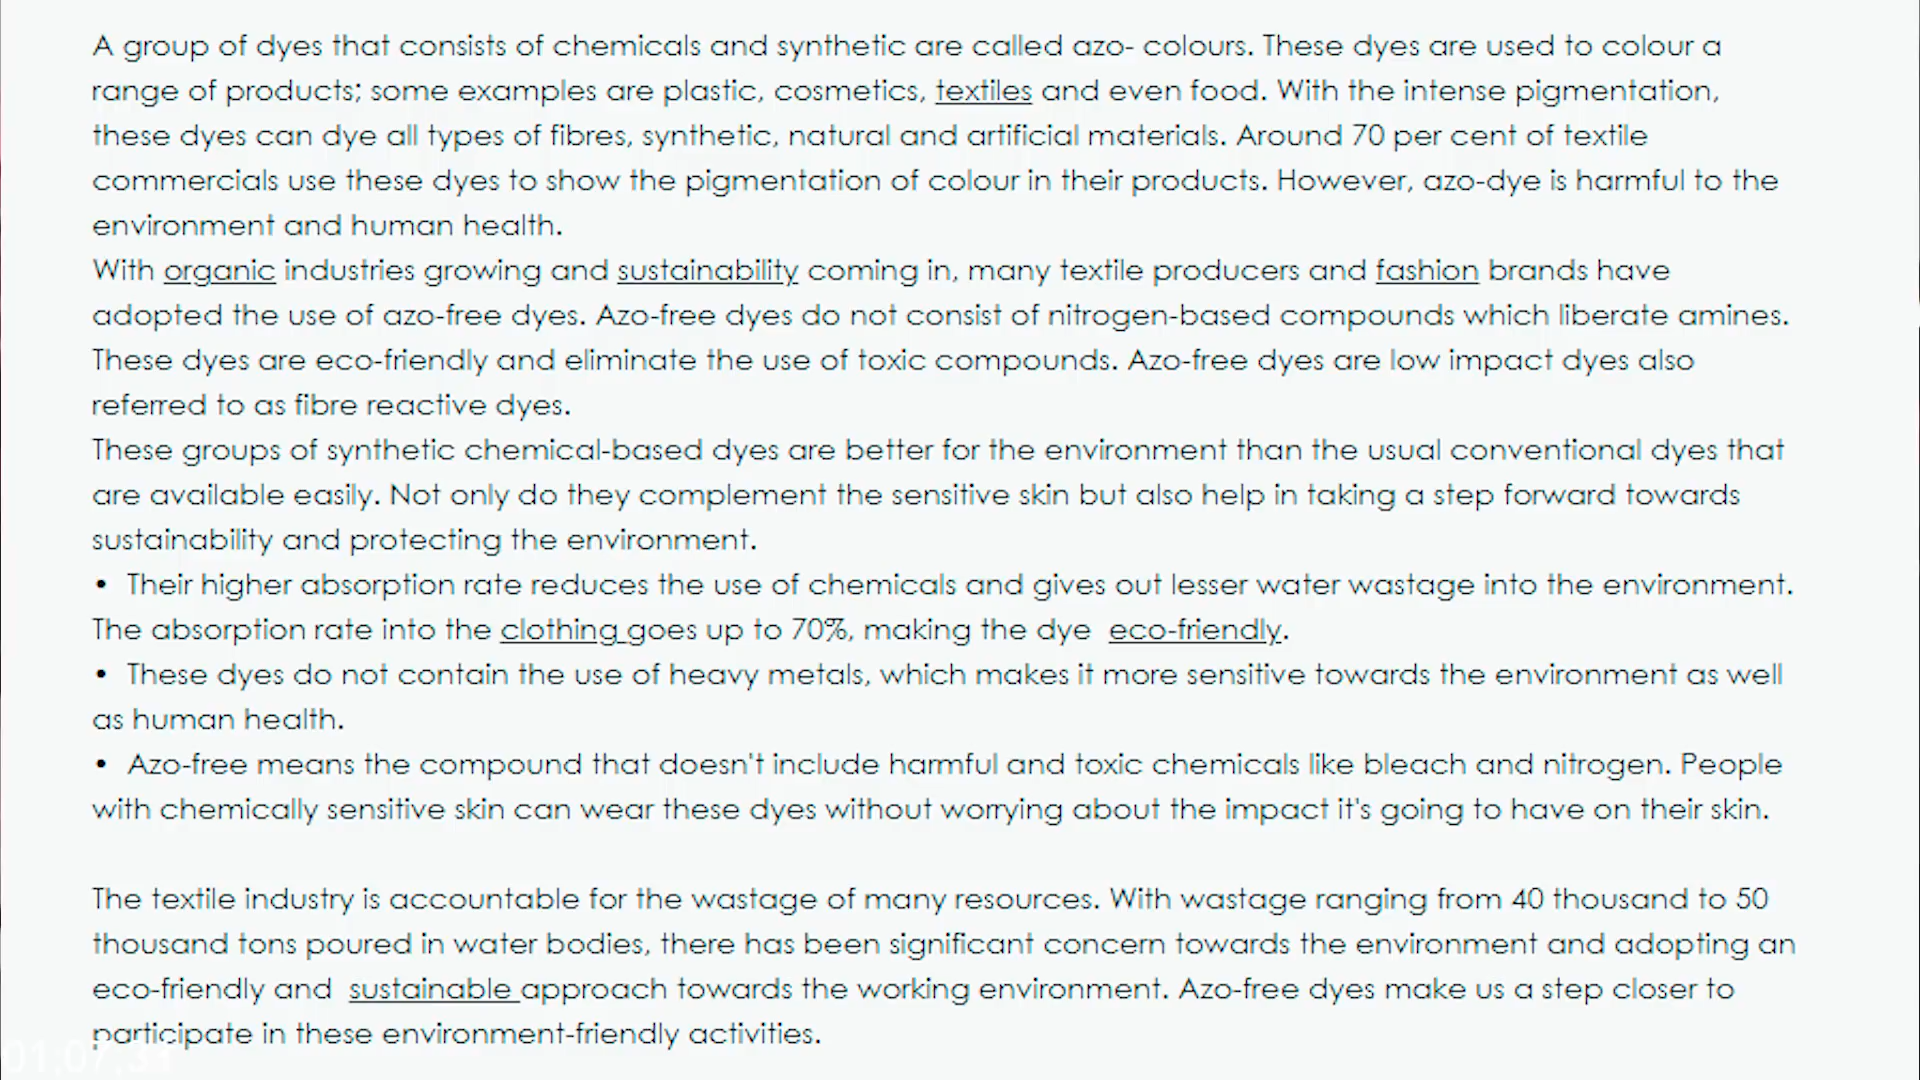 A group of dyes that consists of chemicals and synthetic are called azo- colours. These dyes are used to colour a
range of products; some examples are plastic, cosmetics, textiles and even food. With the intense pigmentation,
these dyes can dye all types of fibres, synthetic, natural and artificial materials. Around 70 per cent of textile
commercials use these dyes to show the pigmentation of colour in their products. However, azo-dye is harmful to the
environment and human health.
With organic industries growing and sustainability coming in, many textile producers and fashion brands have
adopted the use of azo-free dyes. Azo-free dyes do not consist of nitrogen-based compounds which liberate amines.
These dyes are eco-friendly and eliminate the use of toxic compounds. Azo-free dyes are low impact dyes also
referred to as fibre reactive dyes.
These groups of synthetic chemical-based dyes are better for the environment than the usual conventional dyes that
are available easily. Not only do they complement the sensitive skin but also help in taking a step forward towards
sustainability and protecting the environment.
• Their higher absorption rate reduces the use of chemicals and gives out lesser water wastage into the environment.
The absorption rate into the clothing goes up to 70%, making the dye eco-friendly.
• These dyes do not contain the use of heavy metals, which makes it more sensitive towards the environment as well
as human health.
• Azo-free means the compound that doesn't include harmful and toxic chemicals like bleach and nitrogen. People
with chemically sensitive skin can wear these dyes without worrying about the impact it's going to have on their skin.
The textile industry is accountable for the wastage of many resources. With wastage ranging from 40 thousand to 50
thousand tons poured in water bodies, there has been significant concern towards the environment and adopting an
eco-friendly and sustainable approach towards the working environment. Azo-free dyes make us a step closer to
participate in these environment-friendly activities.